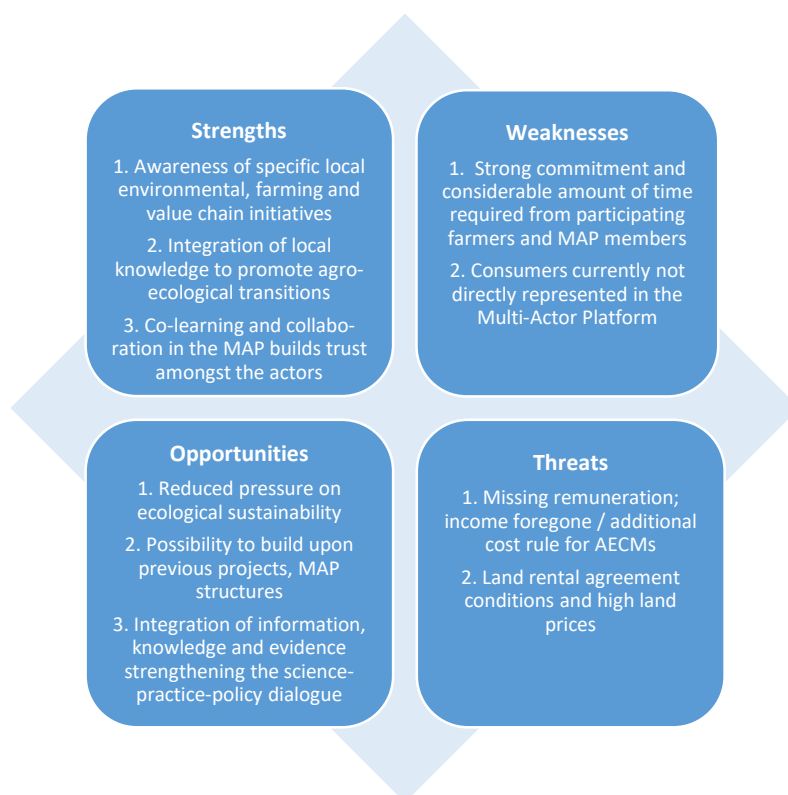 Strengths
1. Awareness of specific local
environmental, farming and
value chain initiatives
2. Integration of local
knowledge to promote agro-
ecological transitions
3. Co-learning and collabo-
ration in the MAP builds trust
amongst the actors
Weaknesses
1. Strong commitment and
considerable amount of time
required from participating
farmers and MAP members
2. Consumers currently not
directly represented in the
Multi-Actor Platform
Opportunities
1. Reduced pressure on
ecological sustainability
2. Possibility to build upon
previous projects, MAP
structures
3. Integration of information,
knowledge and evidence
strengthening the science-
practice-policy dialogue
Threats
1. Missing remuneration;
income foregone / additional
cost rule for AECMs
2. Land rental agreement
conditions and high land
prices